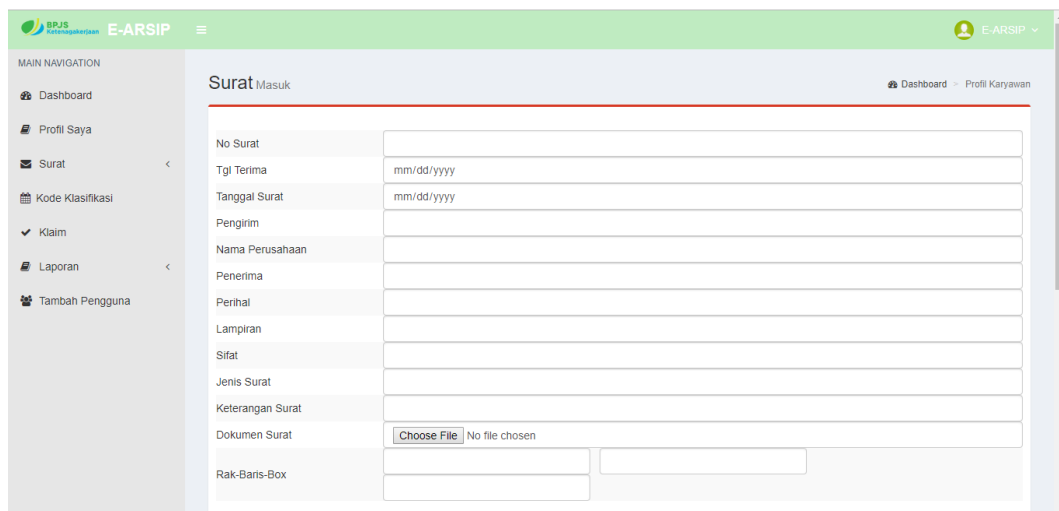 BPJS
Ketenagakerjaan E-ARSIP
E-ARSIP
MAIN NAVIGATION
Dashboard
Profil Saya
Surat
Kode Klasifikasi
Klaim
Laporan
Tambah Pengguna
Surat Masuk
Dashboard > Profil Karyawan
No Surat
Tgl Terima mm/dd/yyyy
Tanggal Surat mm/dd/yyyy
Pengirim
Nama Perusahaan
Penerima
Perihal
Lampiran
Sifat
Jenis Surat
Keterangan Surat
Dokumen Surat Choose File No file chosen
Rak-Baris-Box